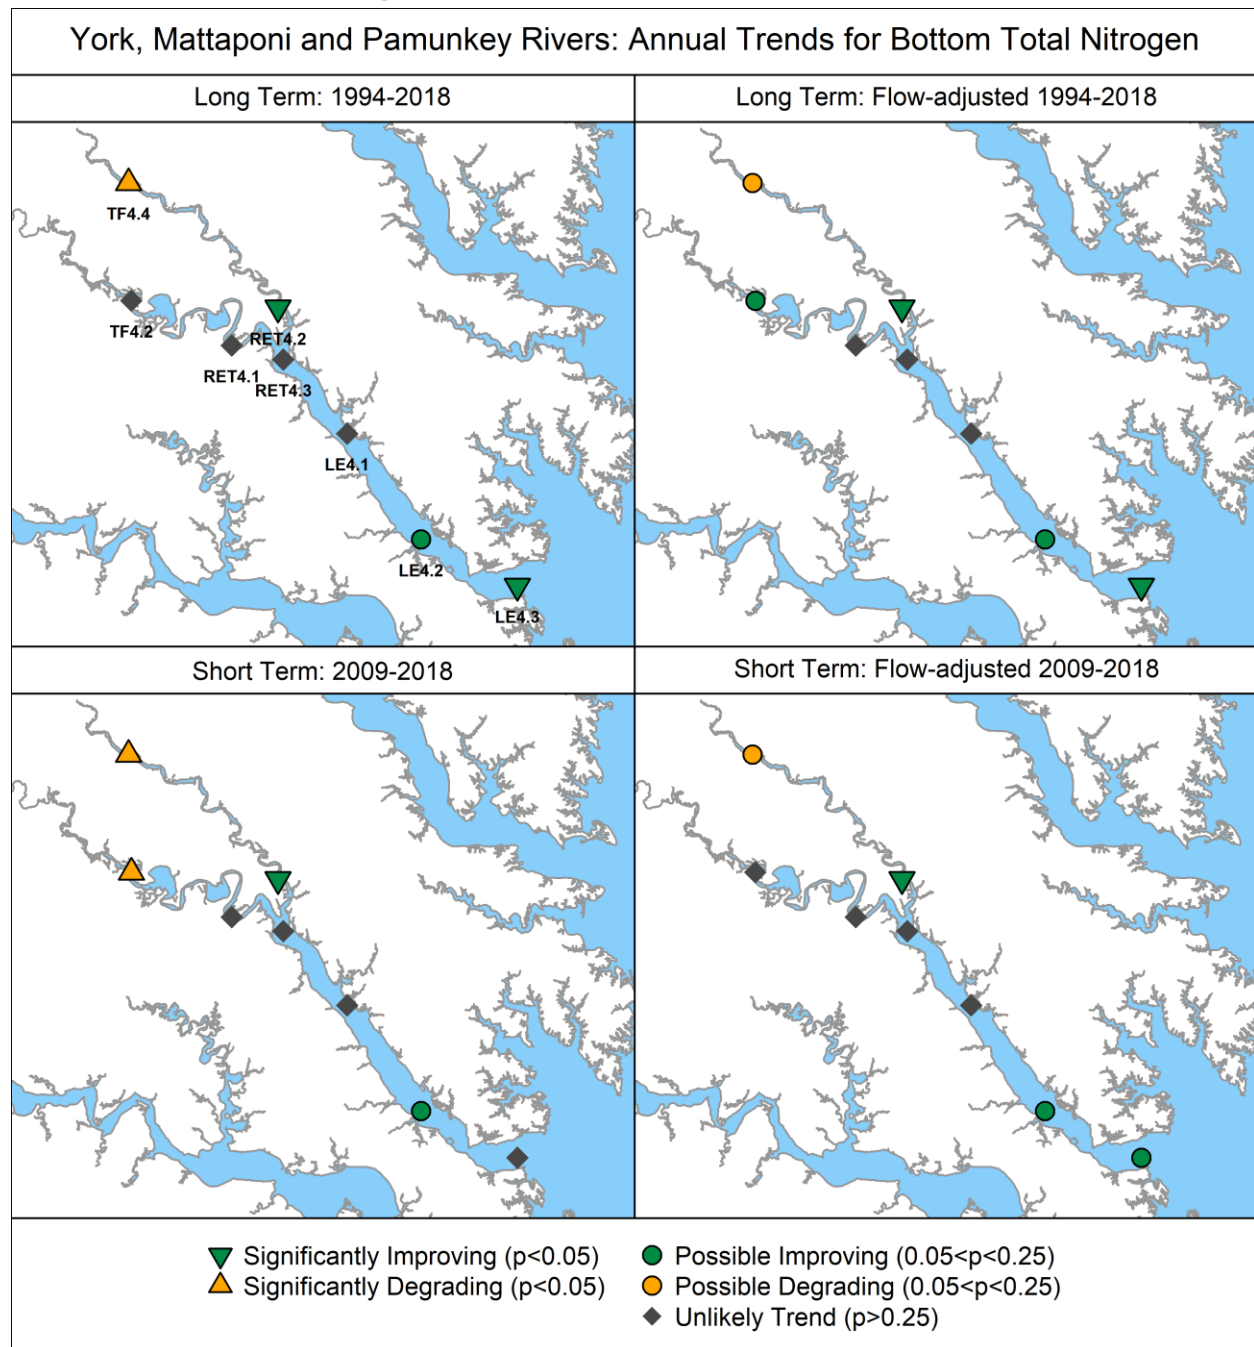 York, Mattaponi and Pamunkey Rivers: Annual Trends for Bottom Total Nitrogen
Long Term: 1994-2018
Long Term: Flow-adjusted 1994-2018
TF4.4
TF4.2
RET4.2
RET4.1
RET4.3
LE4.1
LE4.2
LE4.3
Short Term: 2009-2018
Short Term: Flow-adjusted 2009-2018
Significantly Improving (p<0.05)
Significantly Degrading (p<0.05)
Possible Improving (0.05<p<0.25)
Possible Degrading (0.05<p<0.25)
Unlikely Trend (p>0.25)